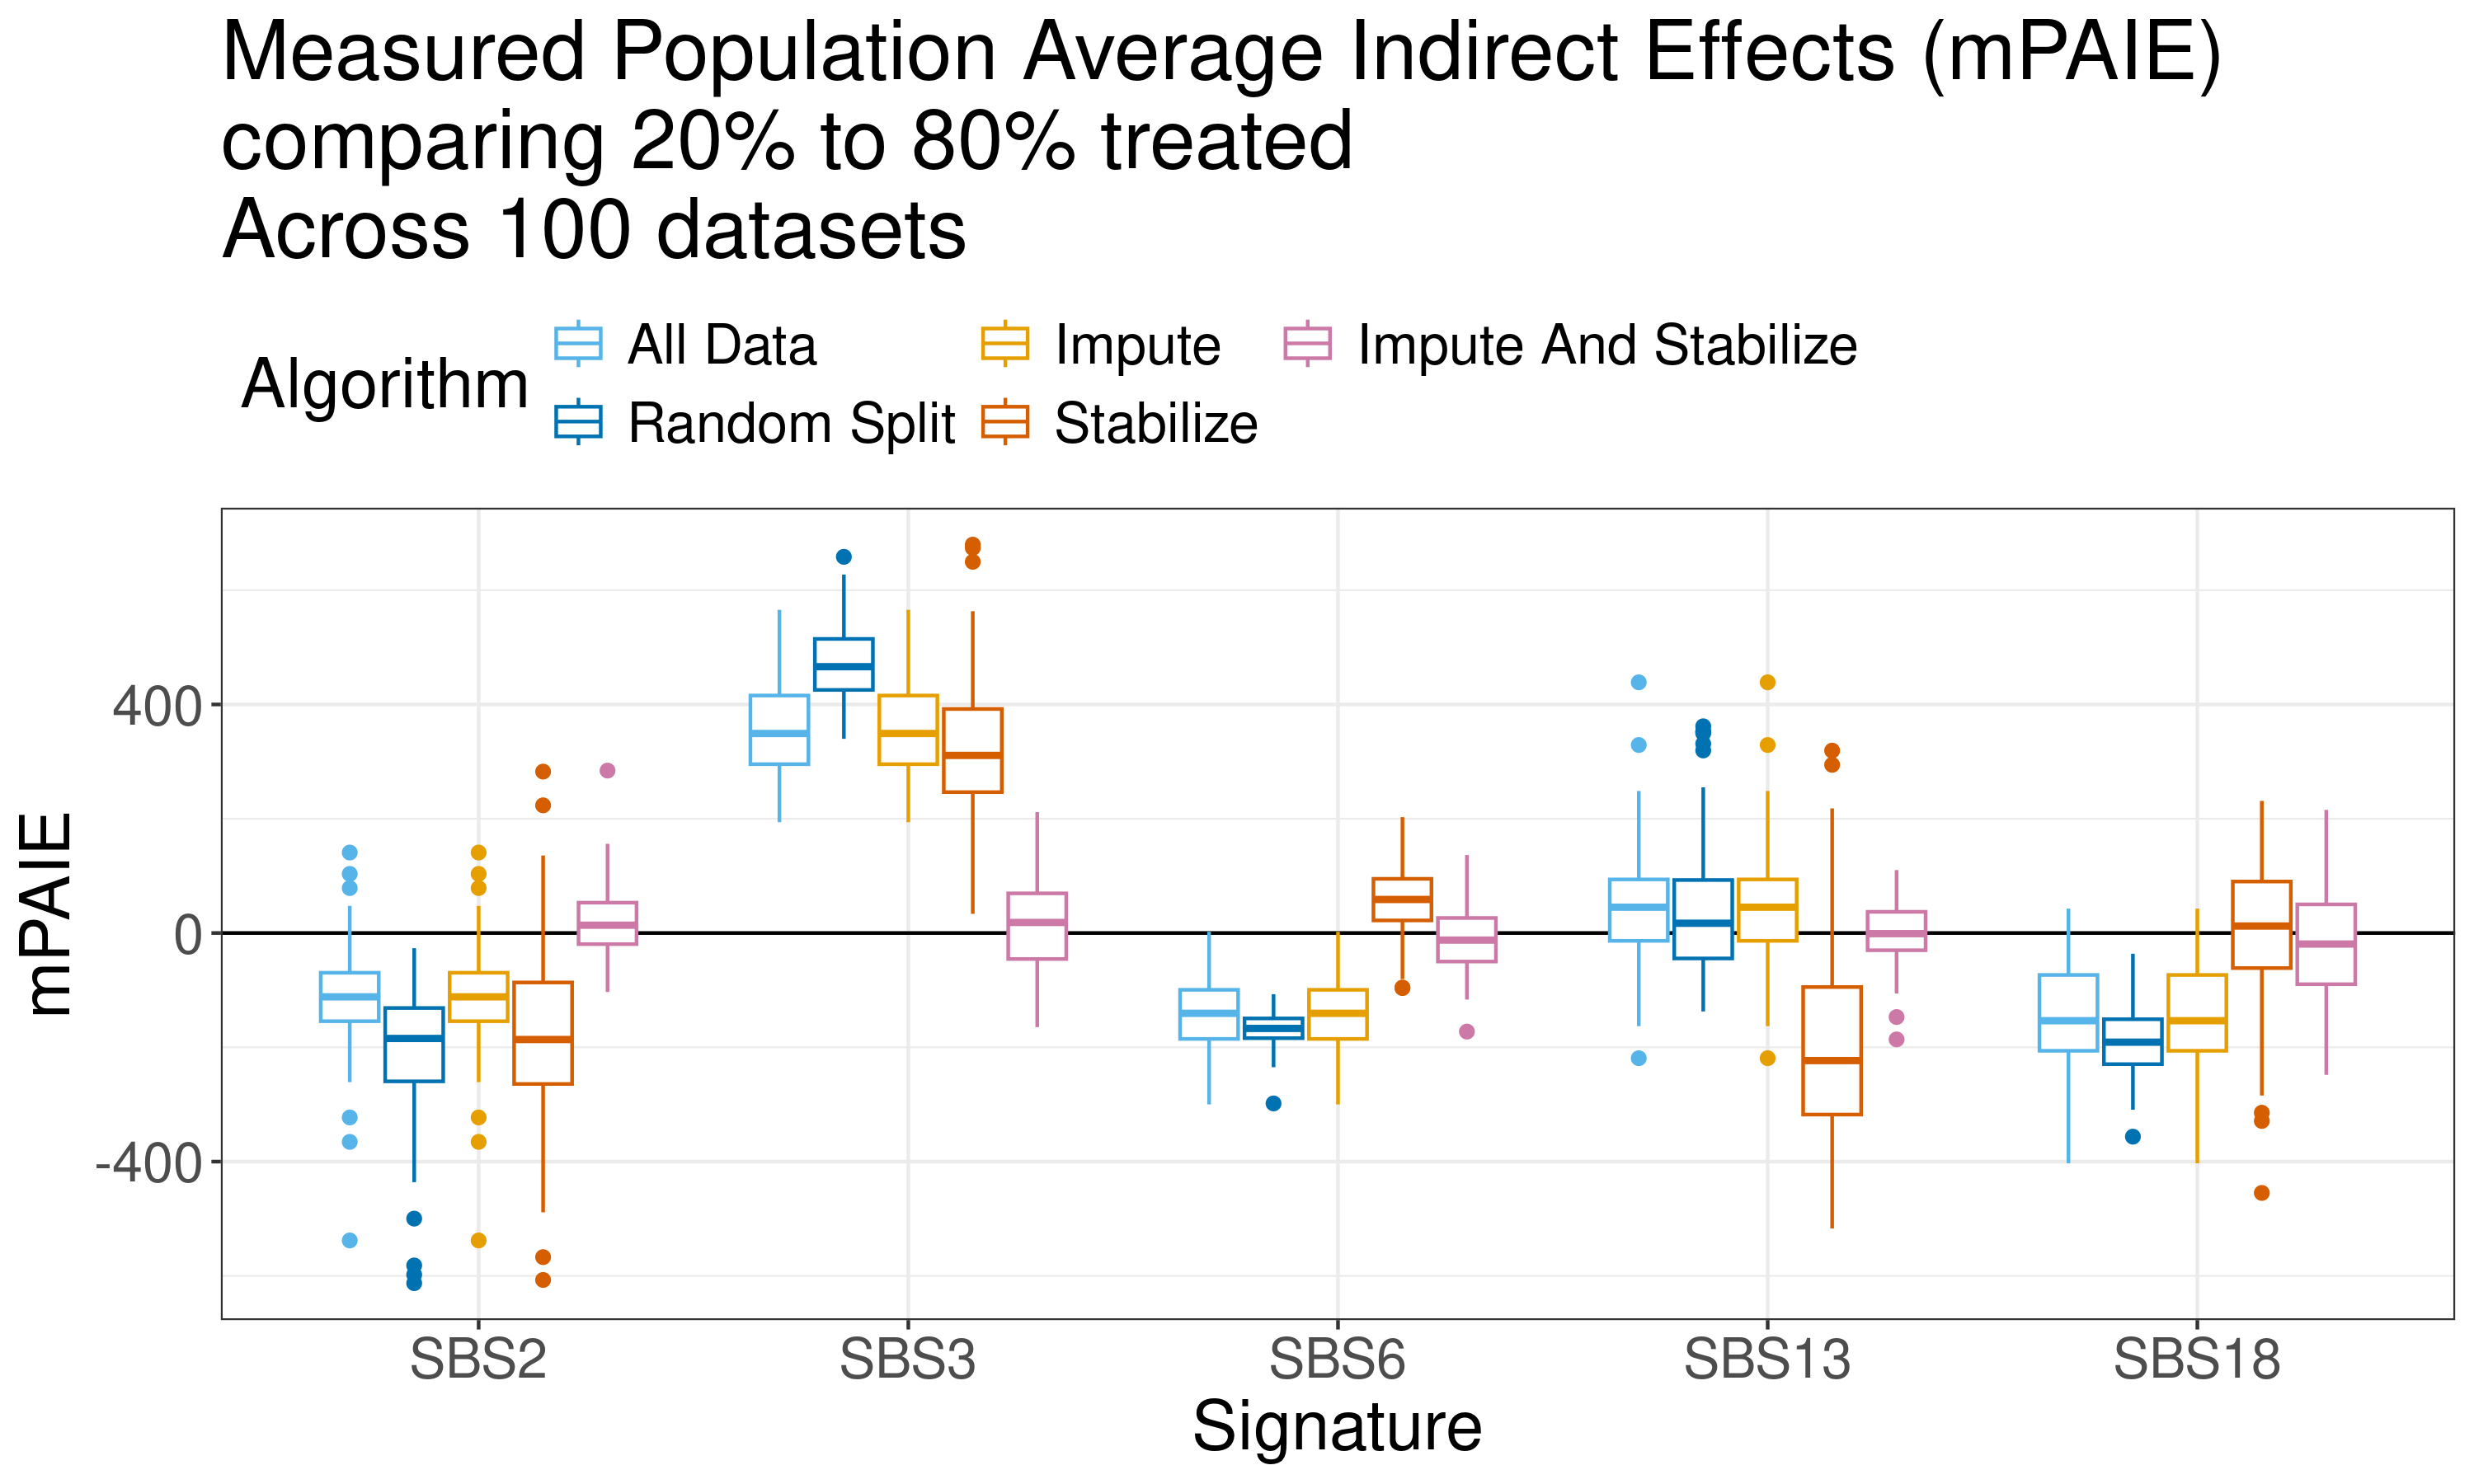 Measured Population Average Indirect Effects (mPAIE)
comparing 20% to 80% treated
Across 100 datasets
Algorithm
All Data
Impute
Impute And Stabilize
Random Split
Stabilize
mPAIE
400
0
-400
SBS2
SBS3
SBS6
SBS13
SBS18
Signature